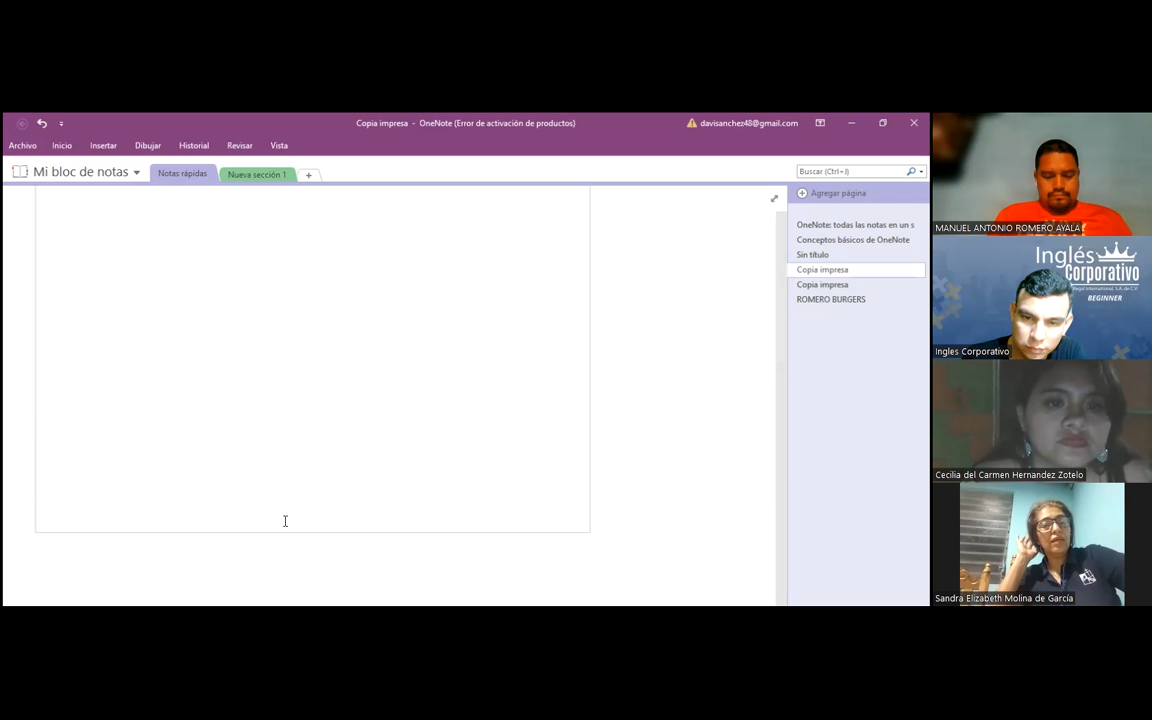 Copia impresa - OneNote (Error de activación de productos)
davisanchez48@gmail.com
Archivo Inicio Insertar Dibujar Historial Revisar Vista
Mi bloc de notas
Notas rápidas
Nueva sección 1
Buscar (Ctrl+J)
Agregar página
OneNote: todas las notas en un s
Conceptos básicos de OneNote
Sin título
Copia impresa
Copia impresa
ROMERO BURGERS
MANUEL ANTONIO ROMERO AYALA
Inglés
Corporativo
BEGINNER
Ingles Corporativo
Cecilia del Carmen Hernandez Zotelo
Sandra Elizabeth Molina de García